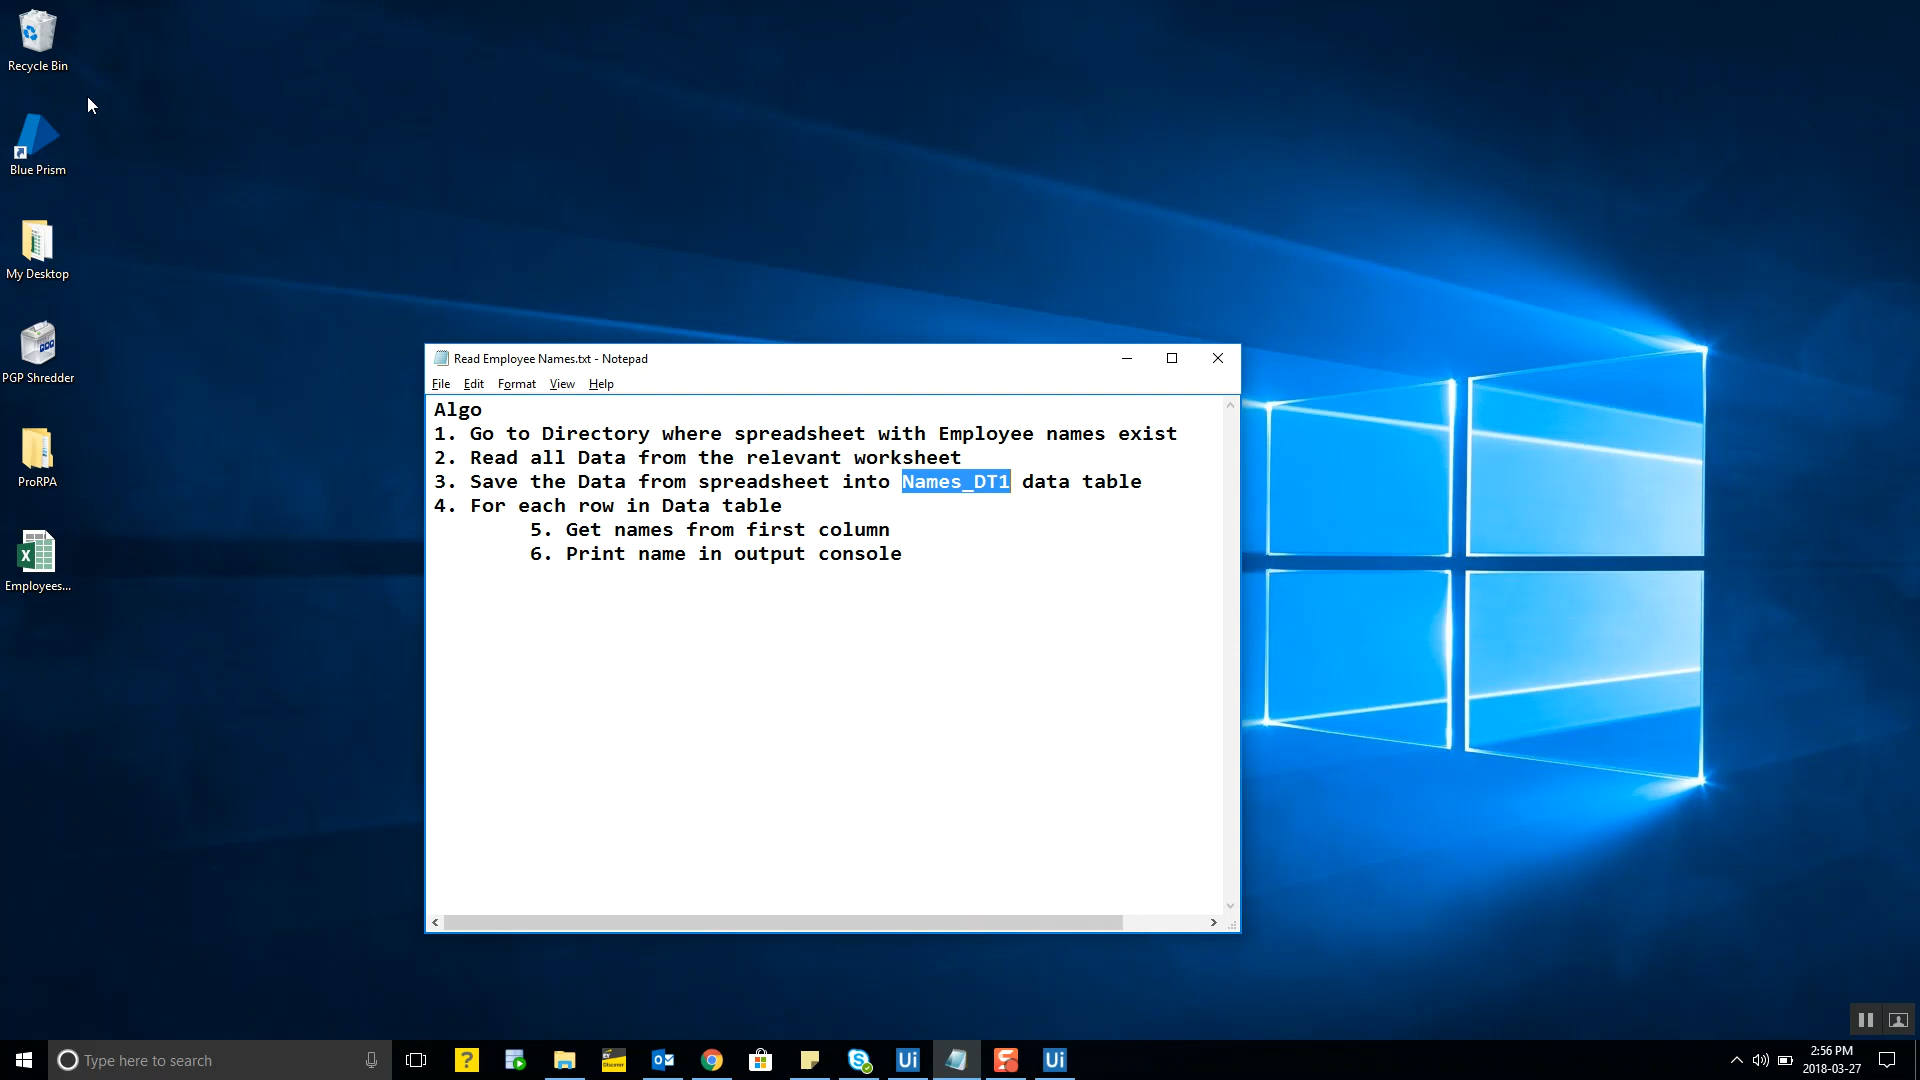 Recycle Bin
Blue Prism
My Desktop
PGP Shredder
ProRPA
Employees...
Read Employee Names.txt - Notepad
File Edit Format View Help
Algo
1. Go to Directory where spreadsheet with Employee names exist
2. Read all Data from the relevant worksheet
3. Save the Data from spreadsheet into Names_DT1 data table
4. For each row in Data table
5. Get names from first column
6. Print name in output console
Type here to search
2:56 PM
2018-03-27